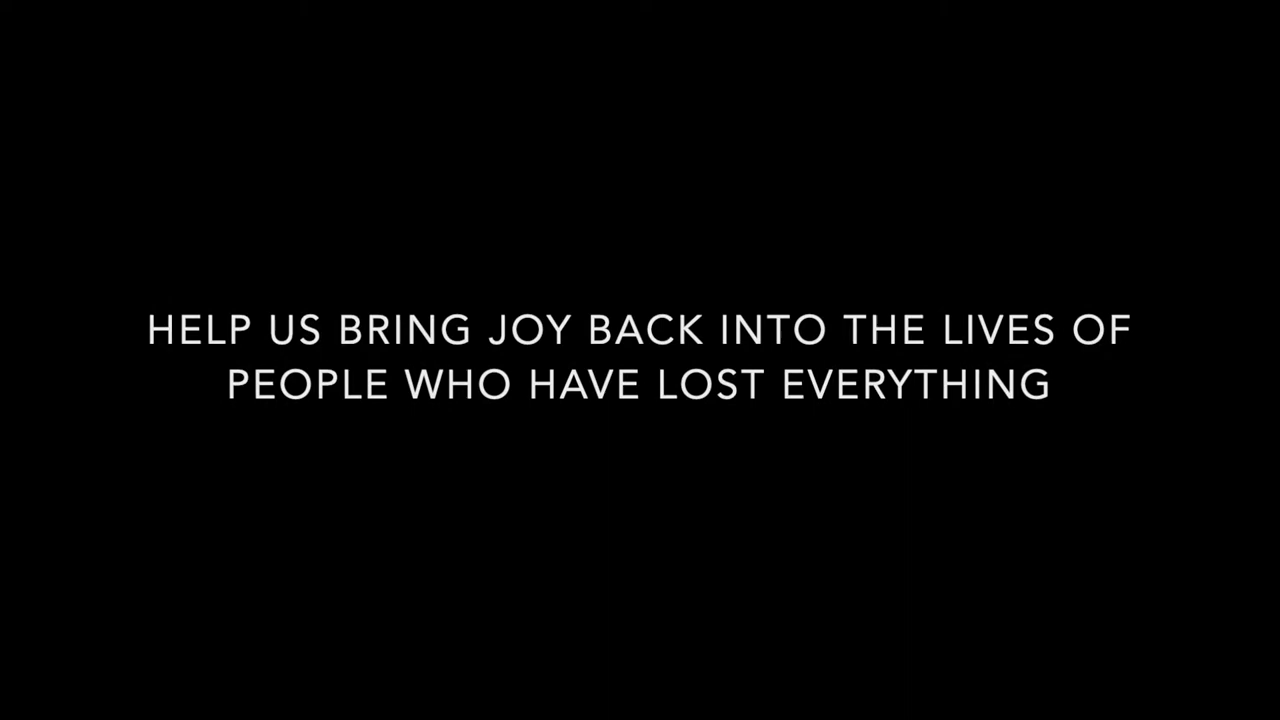 HELP US BRING JOY BACK INTO THE LIVES OF
PEOPLE WHO HAVE LOST EVERYTHING